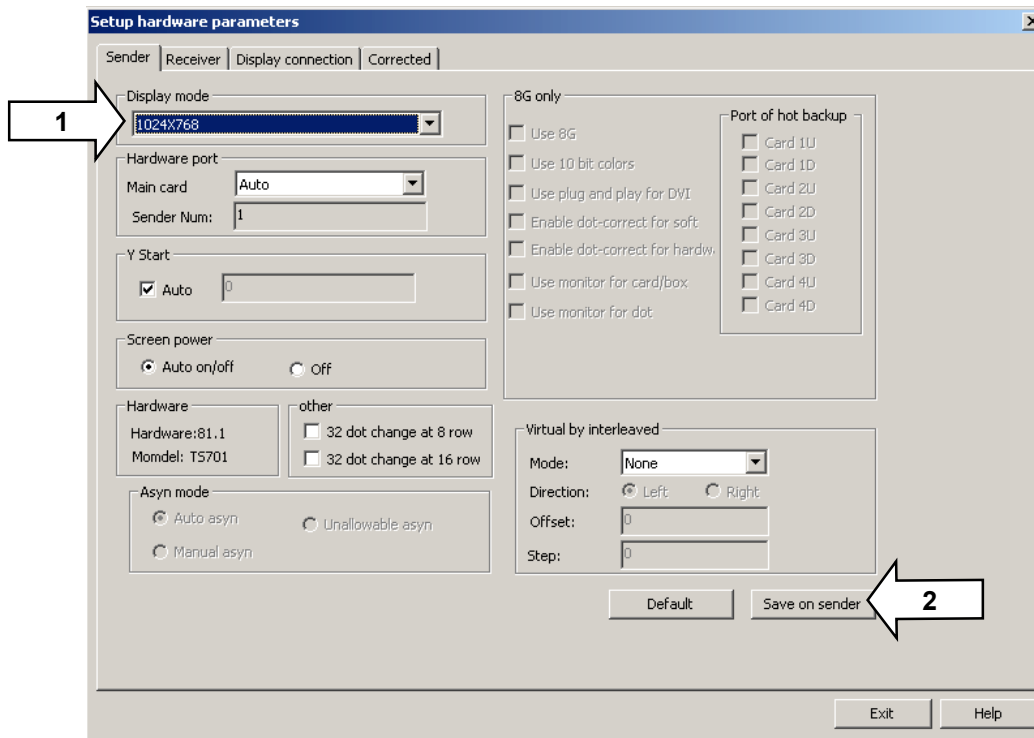 Setup hardware parameters
Sender Receiver Display connection Corrected
Display mode
1024X768
1
Hardware port
Main card Auto
Sender Num: 1
Y Start
Auto 0
Screen power
Auto on/off Off
Hardware
Hardware:81.1
Momdel: TS701
other
32 dot change at 8 row
32 dot change at 16 row
Asyn mode
Auto asyn Unallowable asyn
Manual asyn
8G only
Use 8G
Use 10 bit colors
Use plug and play for DVI
Enable dot-correct for soft
Enable dot-correct for hardw.
Use monitor for card/box
Use monitor for dot
Port of hot backup
Card 1U
Card 1D
Card 2U
Card 2D
Card 3U
Card 3D
Card 4U
Card 4D
Virtual by interleaved
Mode: None
Direction: Left Right
Offset: 0
Step: 0
Default Save on sender
2
Exit Help